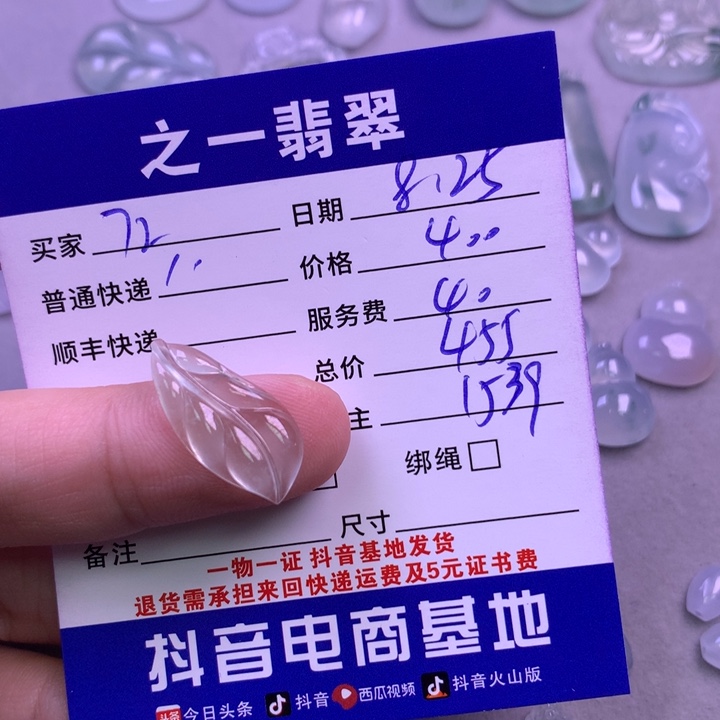 之一翡翠
买家 72 日期 8.25
普通快递 价格 400
顺丰快递 服务费 40
总价 455
主 1539
绑绳
备注 尺寸
一物一证 抖音基地发货
退货需承担来回快递运费及5元证书费
抖音电商基地
头条 今日头条 抖音 西瓜视频 抖音火山版